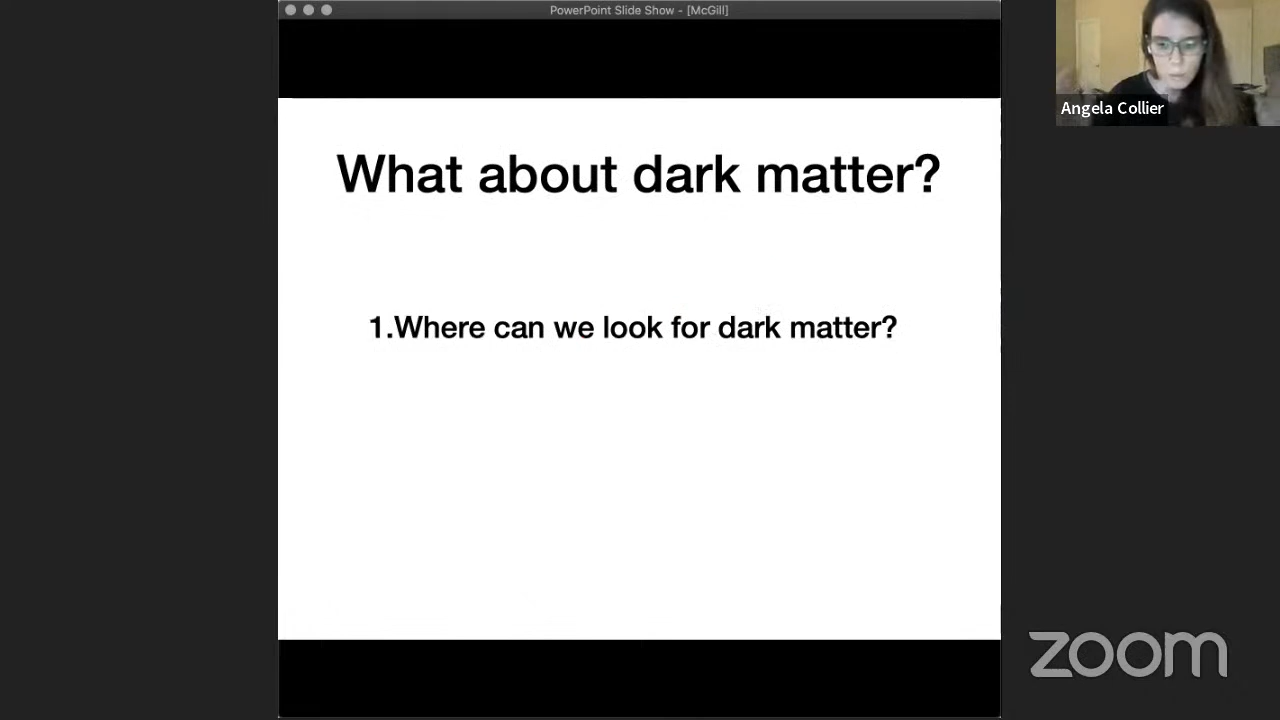 PowerPoint Slide Show - [McGill]
Angela Collier
What about dark matter?
1.Where can we look for dark matter?
zoom